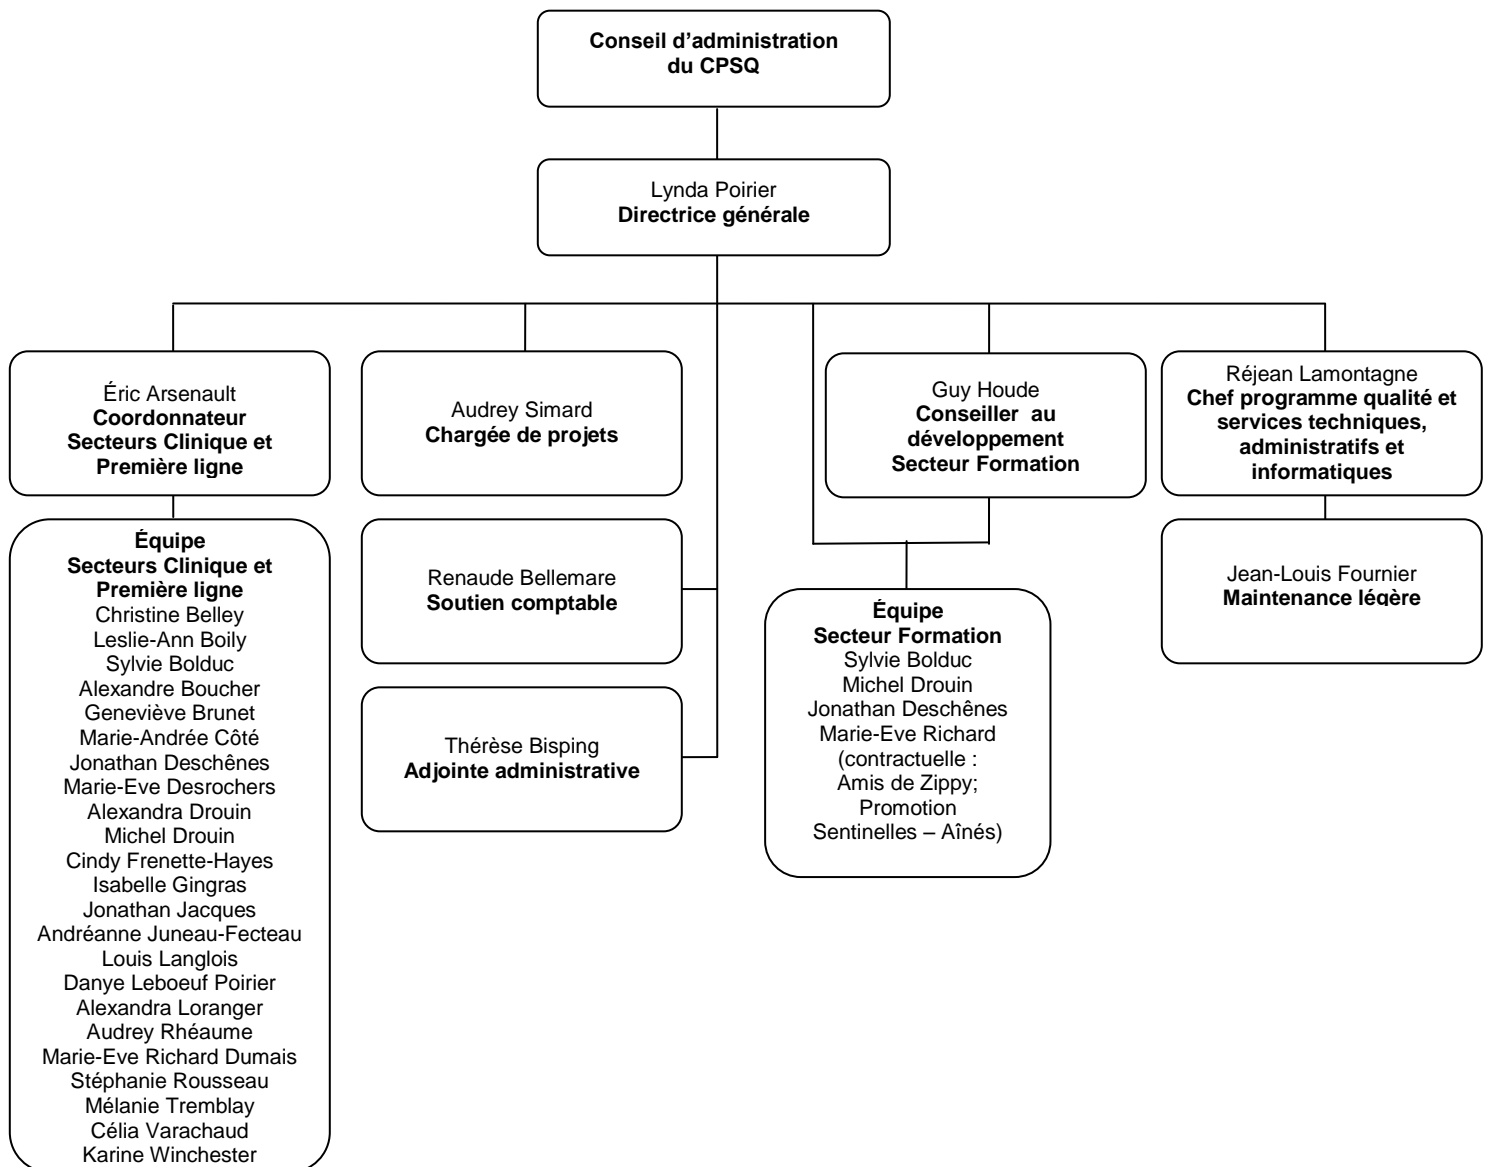 Conseil d'administration
du CPSQ
Lynda Poirier
Directrice générale
Éric Arsenault
Coordonnateur
Secteurs Clinique et
Première ligne
Audrey Simard
Chargée de projets
Guy Houde
Conseiller au
développement
Secteur Formation
Réjean Lamontagne
Chef programme qualité et
services techniques,
administratifs et
informatiques
Équipe
Secteurs Clinique et
Première ligne
Christine Belley
Leslie-Ann Boily
Sylvie Bolduc
Alexandre Boucher
Geneviève Brunet
Marie-Andrée Côté
Jonathan Deschênes
Marie-Eve Desrochers
Alexandra Drouin
Michel Drouin
Cindy Frenette-Hayes
Isabelle Gingras
Jonathan Jacques
Andréanne Juneau-Fecteau
Louis Langlois
Danye Leboeuf Poirier
Alexandra Loranger
Audrey Rhéaume
Marie-Eve Richard Dumais
Stéphanie Rousseau
Mélanie Tremblay
Célia Varachaud
Karine Winchester
Renaude Bellemare
Soutien comptable
Thérèse Bisping
Adjointe administrative
Équipe
Secteur Formation
Sylvie Bolduc
Michel Drouin
Jonathan Deschênes
Marie-Eve Richard
(contractuelle :
Amis de Zippy;
Promotion
Sentinelles – Aînés)
Jean-Louis Fournier
Maintenance légère